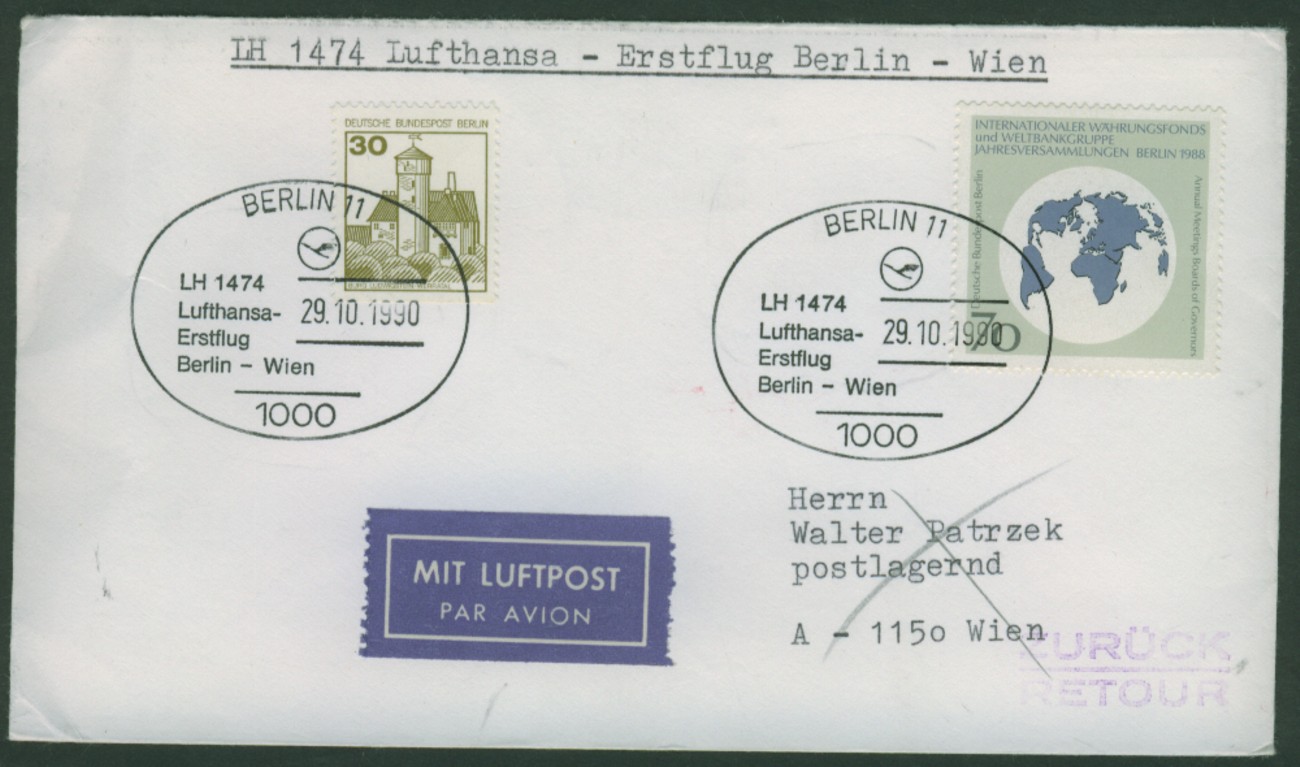 LH 1474 Lufthansa - Erstflug Berlin - Wien
DEUTSCHE BUNDESPOST BERLIN
30
BERLIN 11
LH 1474
Lufthansa-
Erstflug
Berlin - Wien
29.10.1990
1000
INTERNATIONALER WÄHRUNGSFONDS
und WELTBANKGRUPPE
JAHRESVERSAMMLUNGEN BERLIN 1988
Deutsche Bundespost Berlin
Annual Meetings Boards of Governors
70
BERLIN 11
LH 1474
Lufthansa-
Erstflug
Berlin - Wien
29.10.1990
1000
MIT LUFTPOST
PAR AVION
Herrn
Walter Patrzek
postlagernd
A - 115o Wien
ZURÜCK
RETOUR